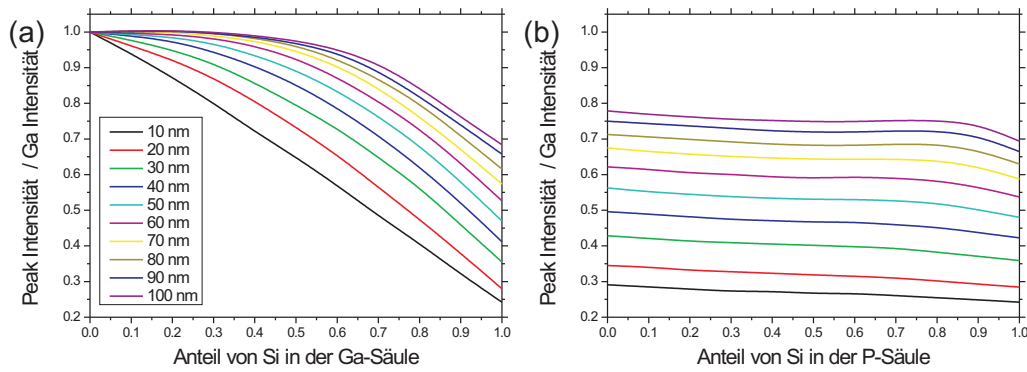 (a)
Peak Intensität / Ga Intensität
1.0
0.9
0.8
0.7
0.6
0.5
0.4
0.3
0.2
10 nm
20 nm
30 nm
40 nm
50 nm
60 nm
70 nm
80 nm
90 nm
100 nm
0.0 0.1 0.2 0.3 0.4 0.5 0.6 0.7 0.8 0.9 1.0
Anteil von Si in der Ga-Säule
(b)
Peak Intensität / Ga Intensität
1.0
0.9
0.8
0.7
0.6
0.5
0.4
0.3
0.2
0.0 0.1 0.2 0.3 0.4 0.5 0.6 0.7 0.8 0.9 1.0
Anteil von Si in der P-Säule